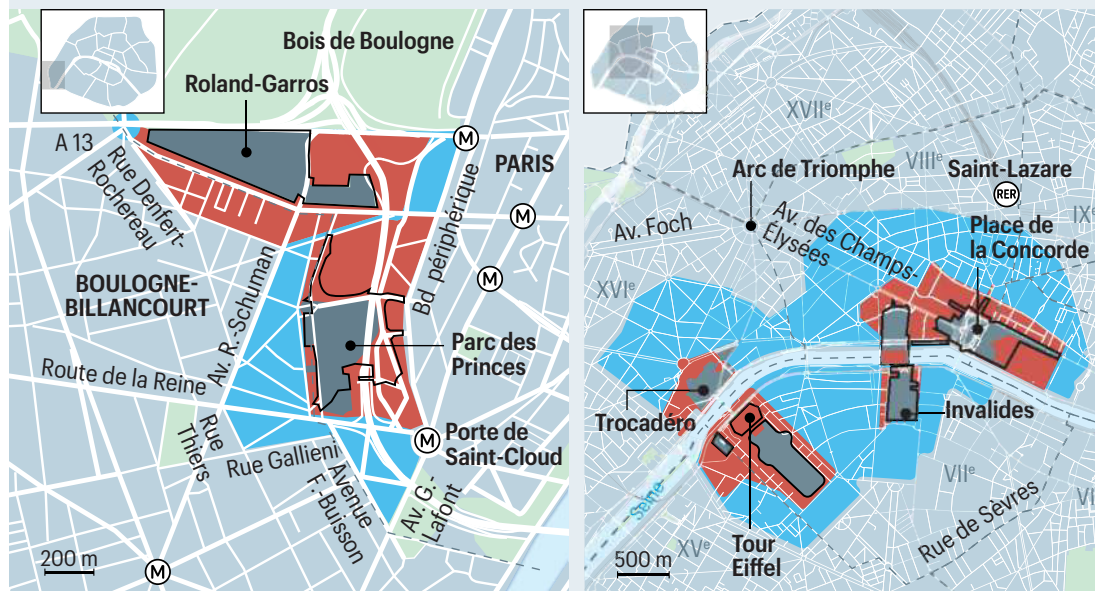 Bois de Boulogne
Roland-Garros
A 13
M
PARIS
Rue Denfert-
Rochereau
M
BOULOGNE-
BILLANCOURT
Av. R.-Schuman
Bd périphérique
M
Parc des
Princes
Route de la Reine
Rue
Thiers
Rue Gallieni
M
Porte de
Saint-Cloud
Avenue
F.-Buisson
Av. G.-
Lafont
200 m
M
XVIIe
VIIIe
Arc de Triomphe
Saint-Lazare
RER
IXe
Av. Foch
Av. des Champs-
Élysées
Place de
la Concorde
XVIe
Trocadéro
Invalides
VIIe
VI
Seine
Rue de Sèvres
XVe
Tour
Eiffel
500 m